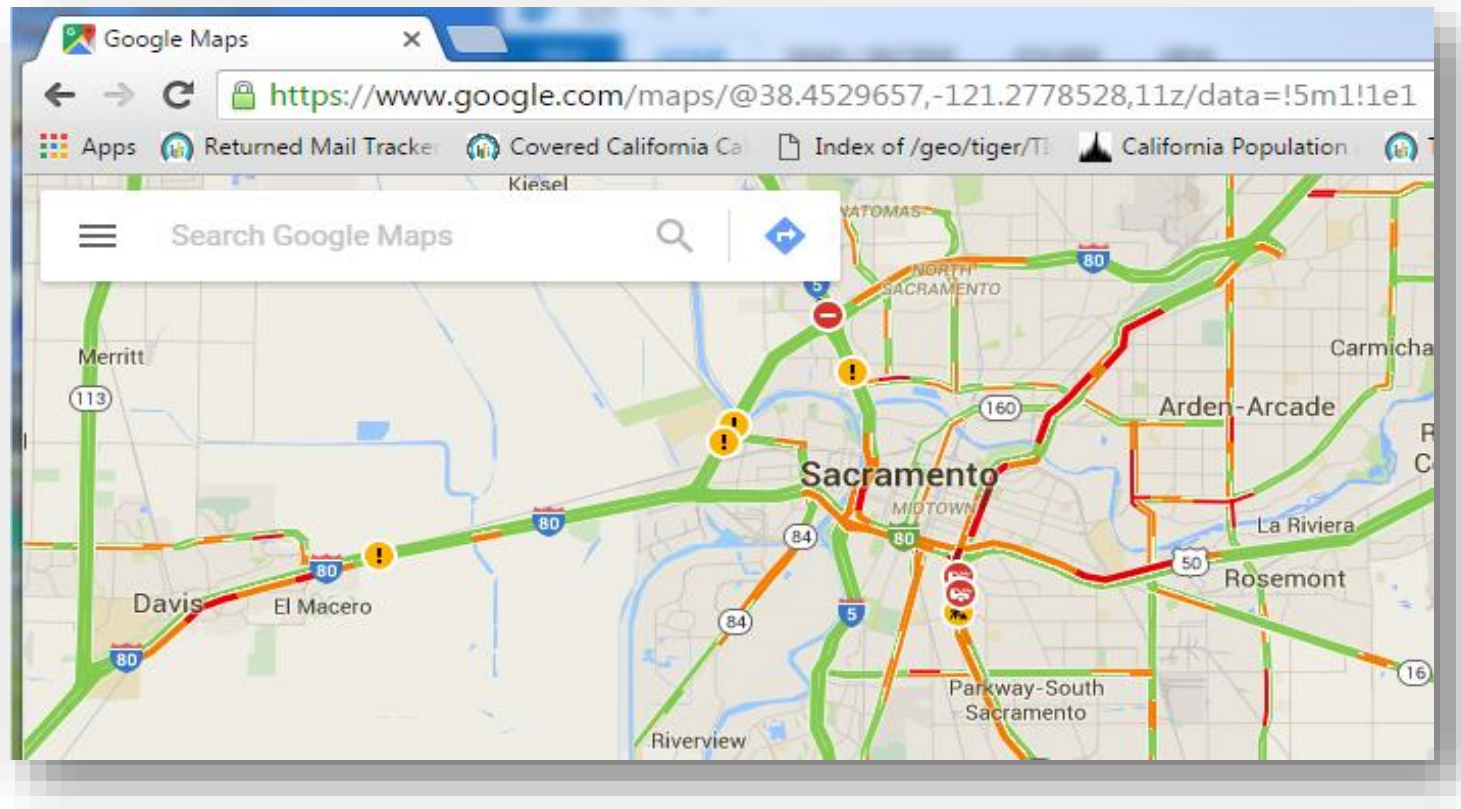 Google Maps
https://www.google.com/maps/@38.4529657,-121.2778528,11z/data=!5m1!1e1
Apps Returned Mail Tracker Covered California Ca Index of /geo/tiger/TI California Population
Kiesel
Search Google Maps
NATOMAS
80
NORTH
SACRAMENTO
5
Merritt
Carmicha
113
160
Arden-Arcade
Sacramento
MIDTOWN
80
La Riviera
84
80
50
80
Rosemont
Davis
El Macero
84
5
80
16
Parkway-South
Sacramento
Riverview